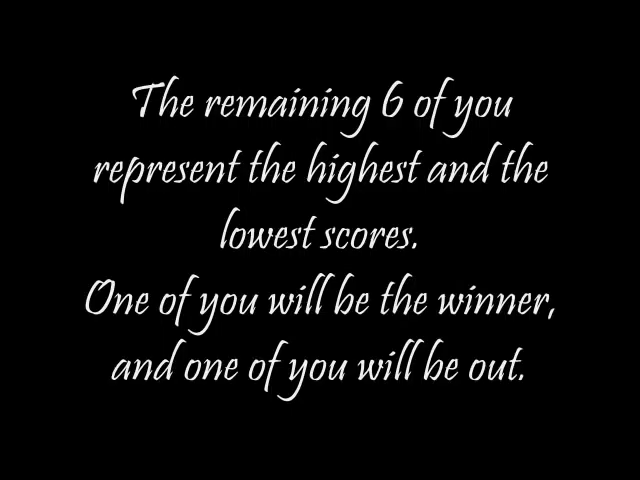 The remaining 6 of you
represent the highest and the
lowest scores.
One of you will be the winner,
and one of you will be out.